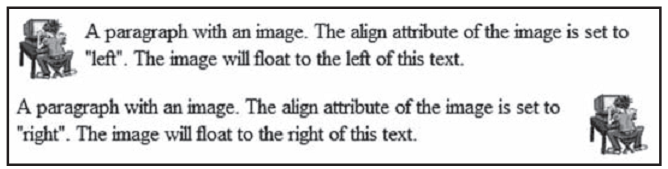 A paragraph with an image. The align attribute of the image is set to
"left". The image will float to the left of this text.
A paragraph with an image. The align attribute of the image is set to
"right". The image will float to the right of this text.